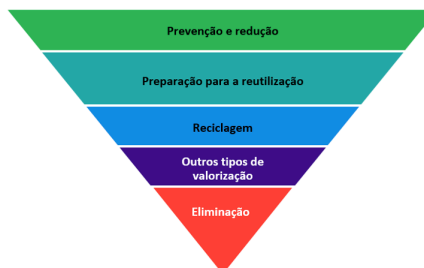 Prevenção e redução
Preparação para a reutilização
Reciclagem
Outros tipos de
valorização
Eliminação